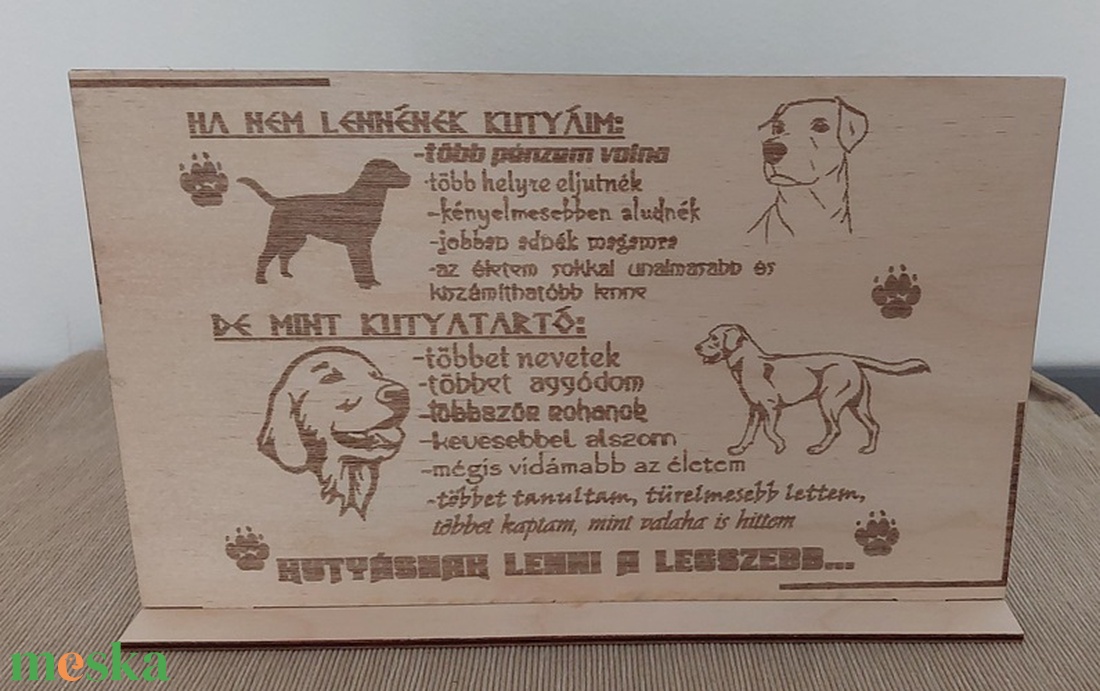 HA NEM LENNÉNEK KUTYÁIM:
-több pénzem volna
-több helyre eljutnék
-kényelmesebben aludnék
-jobban adnék magamra
-az életem sokkal unalmasabb és
kiszámíthatóbb lenne
DE MINT KUTYATARTÓ:
-többet nevetek
-többet aggódom
-többször rohanok
-kevesebbel alszom
-mégis vidámabb az életem
-többet tanultam, türelmesebb lettem,
többet kaptam, mint valaha is hittem
KUTYÁSNAK LENNI A LEGSZEBB...
meska